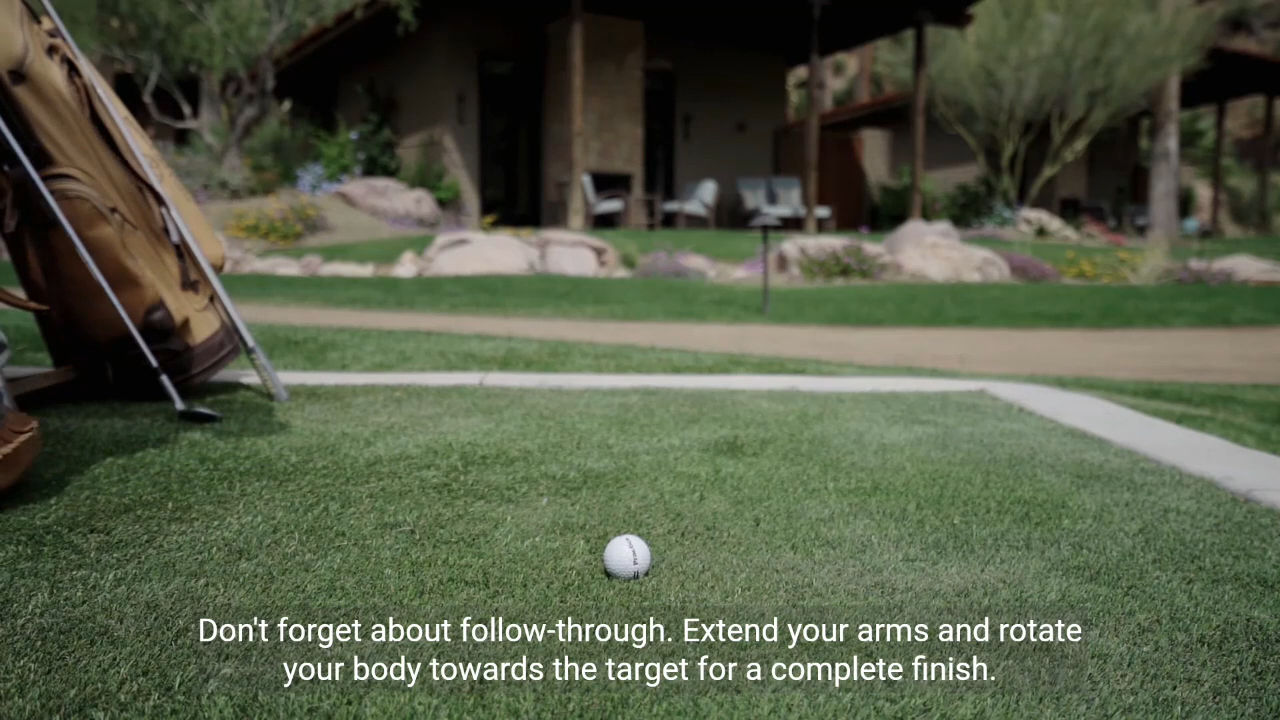 Don't forget about follow-through. Extend your arms and rotate
your body towards the target for a complete finish.